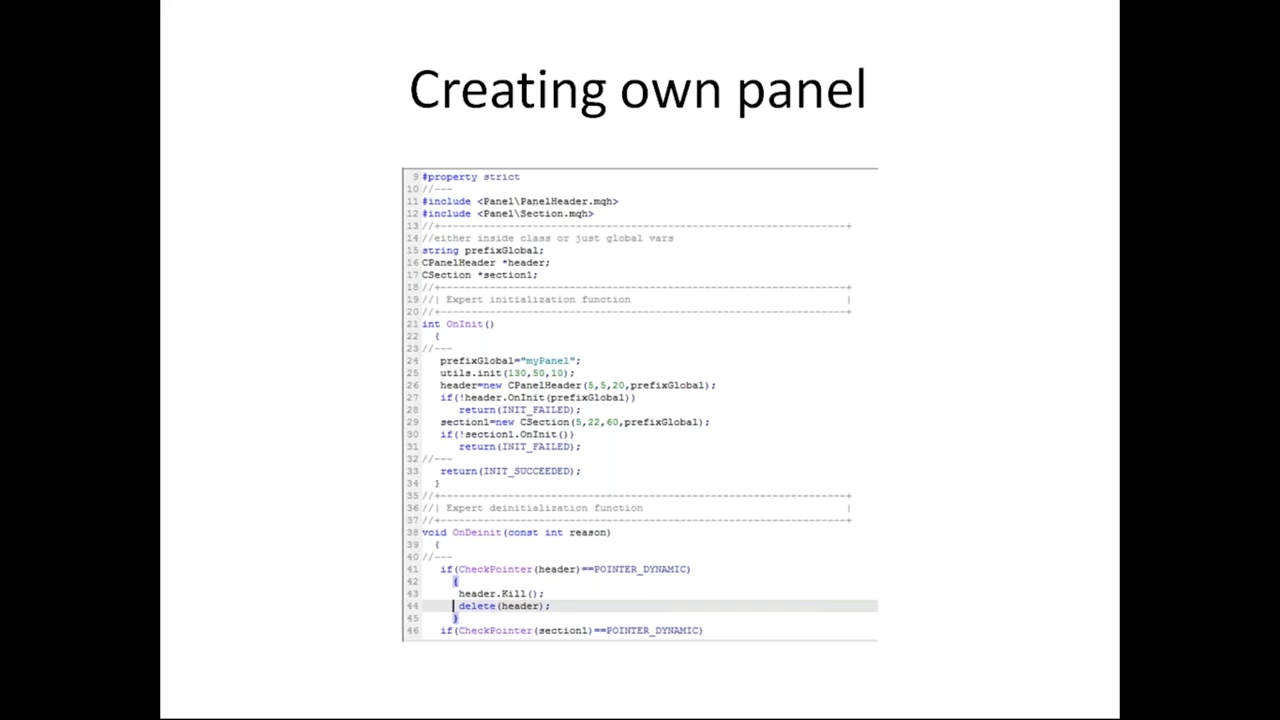 Creating own panel
9 #property strict
10 //---
11 #include <Panel\PanelHeader.mqh>
12 #include <Panel\Section.mqh>
13 //+------------------------------------------------------------------+
14 //either inside class or just global vars
15 string prefixGlobal;
16 CPanelHeader *header;
17 CSection *section1;
18 //+------------------------------------------------------------------+
19 //| Expert initialization function                                   |
20 //+------------------------------------------------------------------+
21 int OnInit()
22   {
23 //---
24    prefixGlobal="myPanel";
25    utils.init(130,50,10);
26    header=new CPanelHeader(5,5,20,prefixGlobal);
27    if(!header.OnInit(prefixGlobal))
28       return(INIT_FAILED);
29    section1=new CSection(5,22,60,prefixGlobal);
30    if(!section1.OnInit())
31       return(INIT_FAILED);
32 //---
33    return(INIT_SUCCEEDED);
34   }
35 //+------------------------------------------------------------------+
36 //| Expert deinitialization function                                 |
37 //+------------------------------------------------------------------+
38 void OnDeinit(const int reason)
39   {
40 //---
41    if(CheckPointer(header)==POINTER_DYNAMIC)
42      {
43       header.Kill();
44       delete(header);
45      }
46    if(CheckPointer(section1)==POINTER_DYNAMIC)